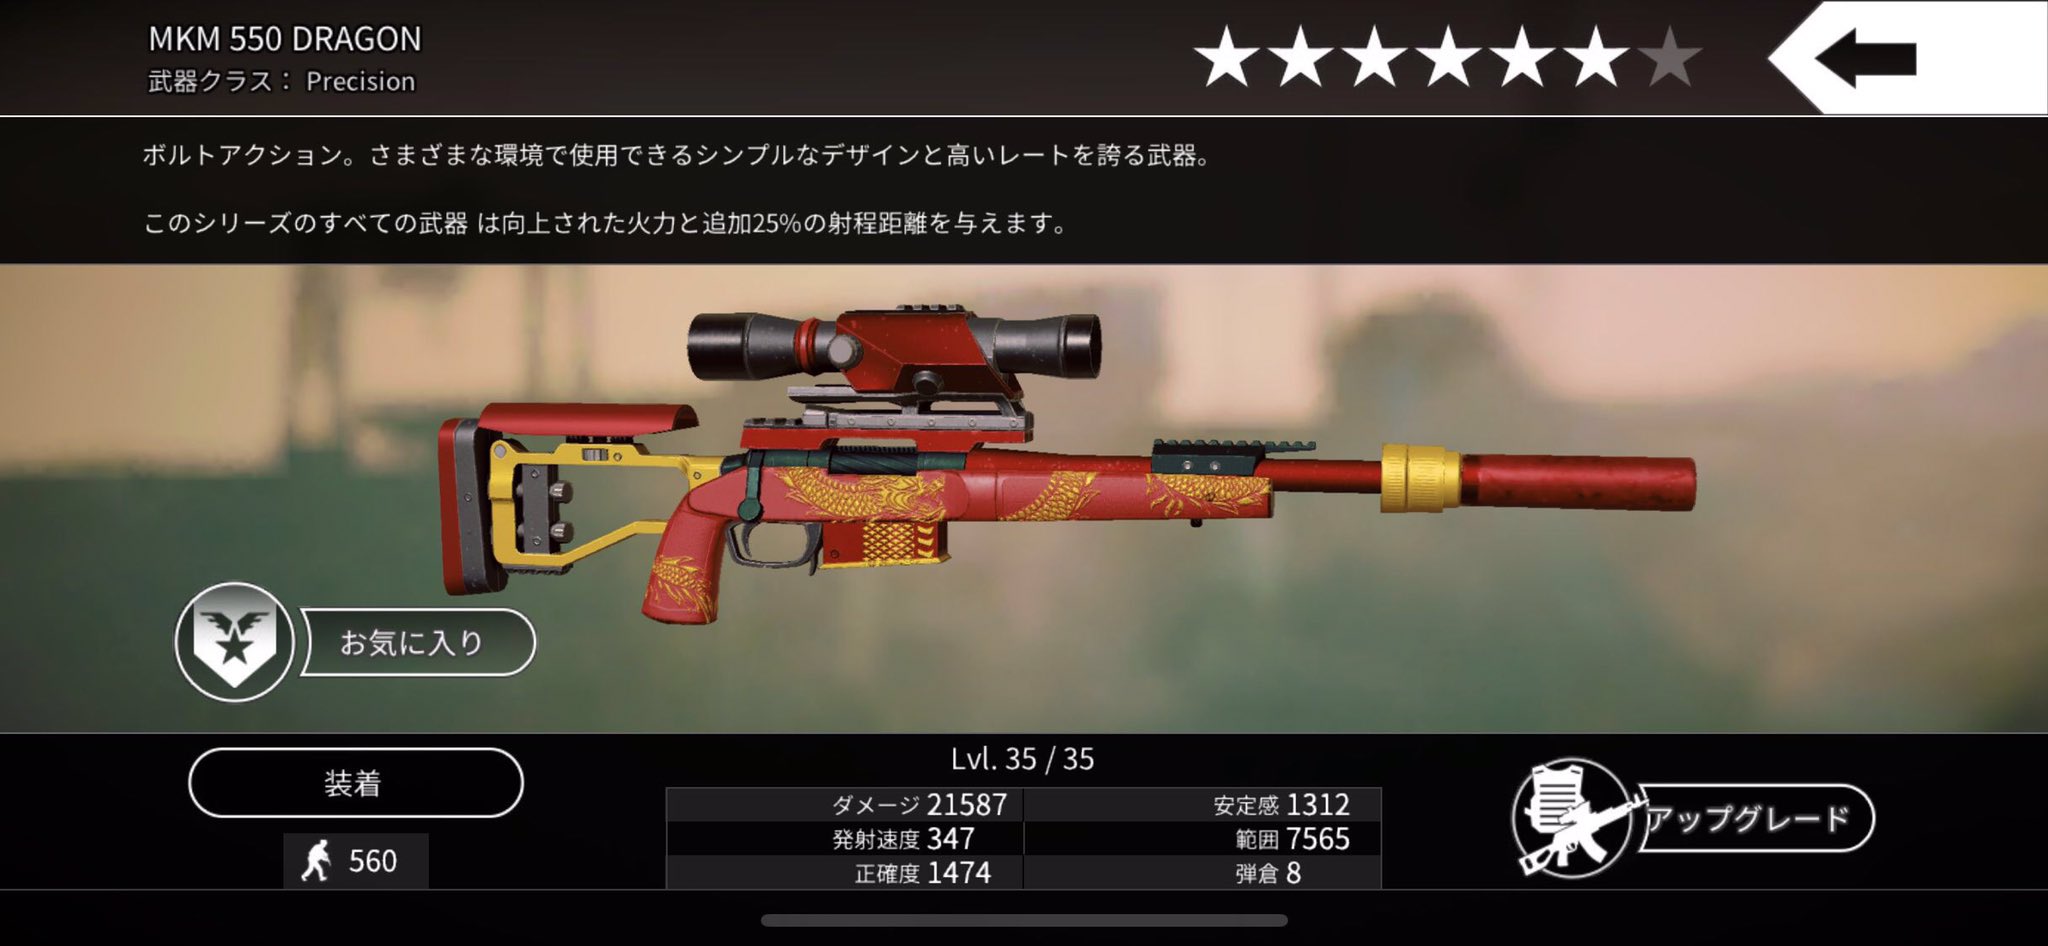 MKM 550 DRAGON
武器クラス： Precision
ボルトアクション。さまざまな環境で使用できるシンプルなデザインと高いレートを誇る武器。
このシリーズのすべての武器 は向上された火力と追加25%の射程距離を与えます。
お気に入り
装着
560
Lvl. 35 / 35
ダメージ 21587
安定感 1312
発射速度 347
範囲 7565
正確度 1474
弾倉 8
アップグレード